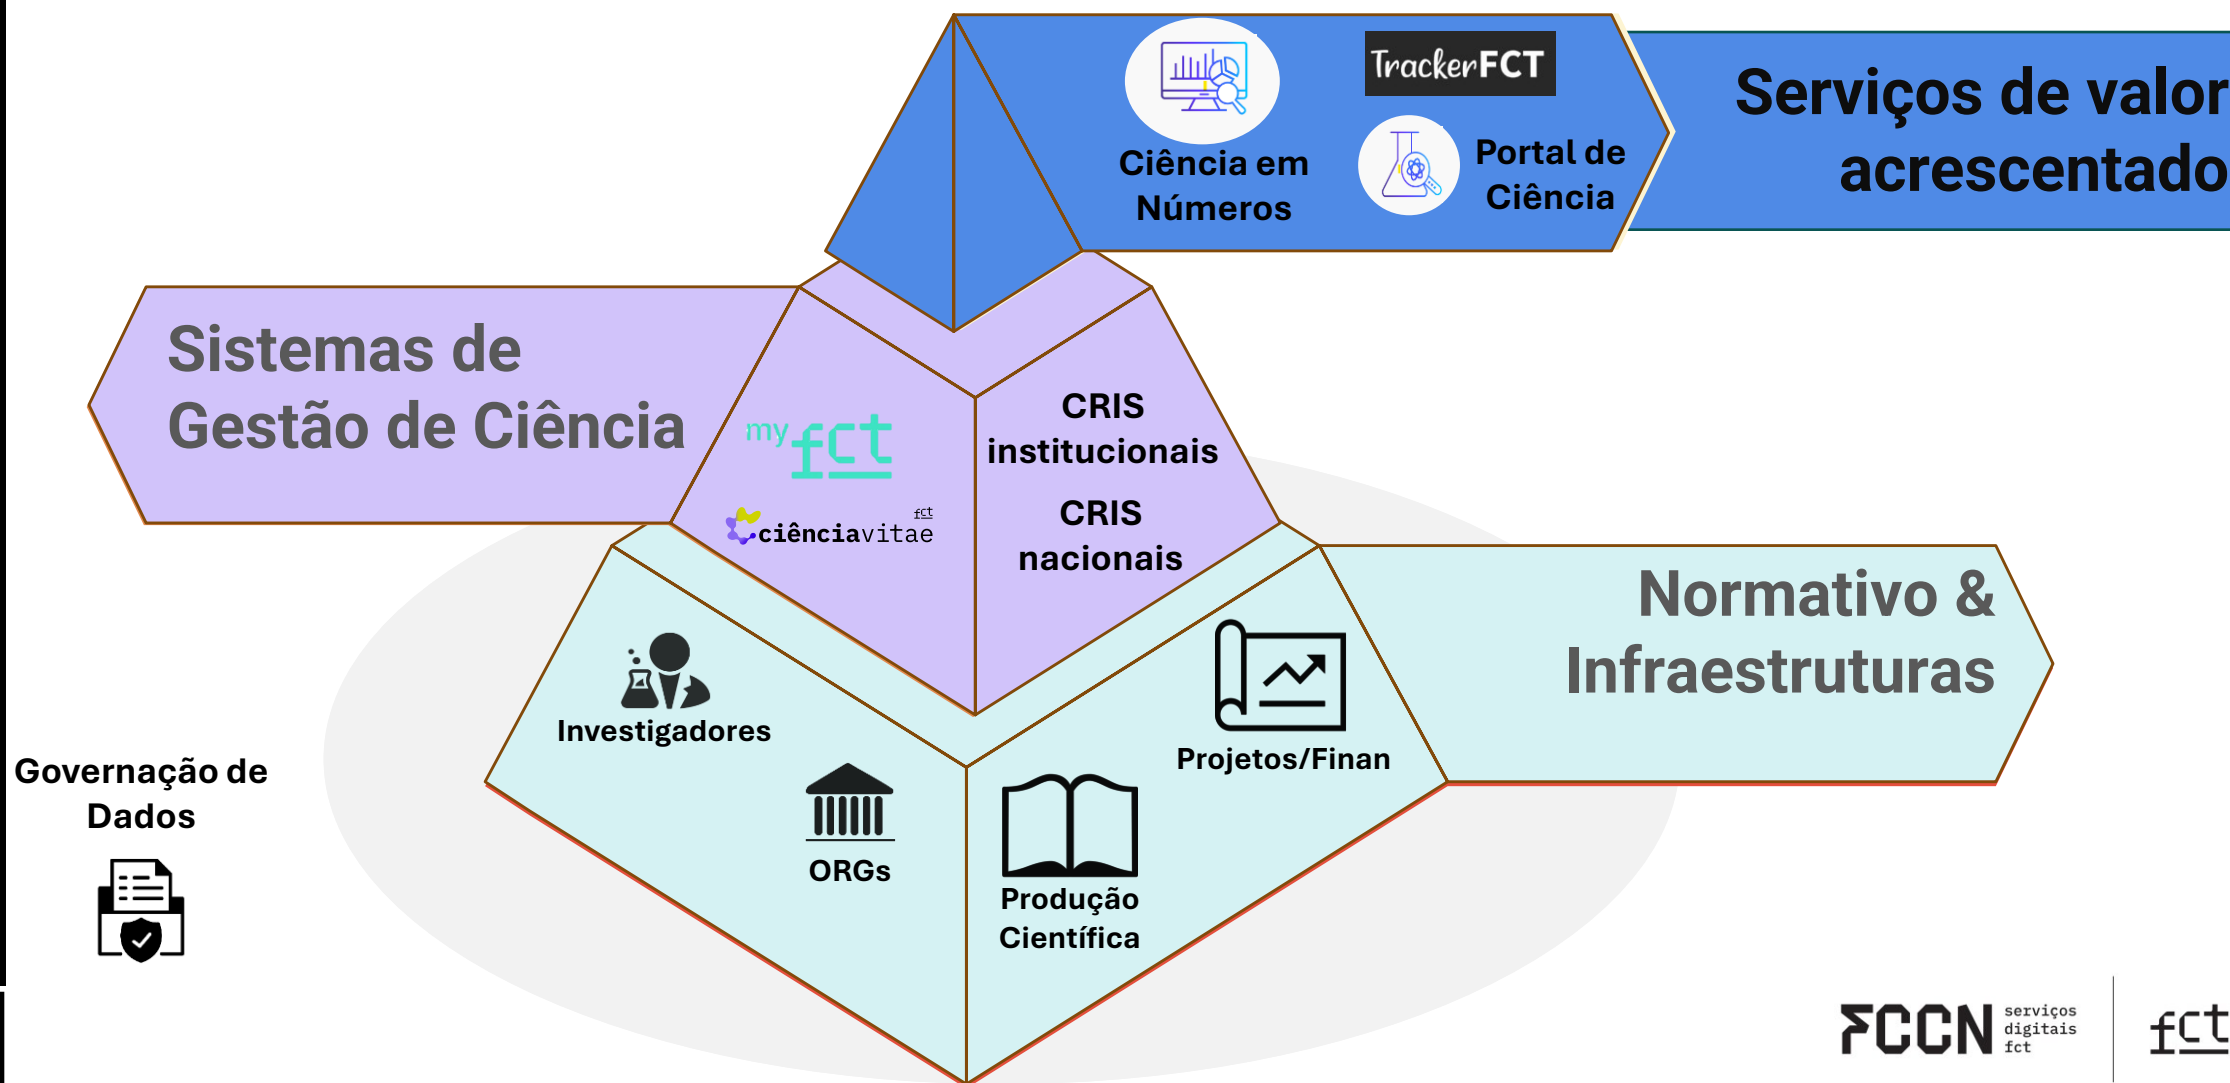 TrackerFCT
Ciência em
Números
Portal de
Ciência
Serviços de valor
acrescentado
Sistemas de
Gestão de Ciência
my fct
ciênciavitae
fct
CRIS
institucionais
CRIS
nacionais
Normativo &
Infraestruturas
Investigadores
ORGs
Produção
Científica
Projetos/Finan
Governação de
Dados
FCCN
serviços
digitais
fct
fct